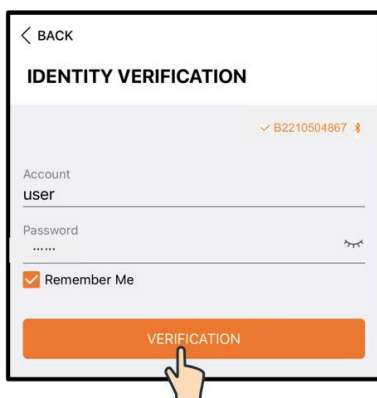 BACK
IDENTITY VERIFICATION
B2210504867
Account
user
Password
......
Remember Me
VERIFICATION